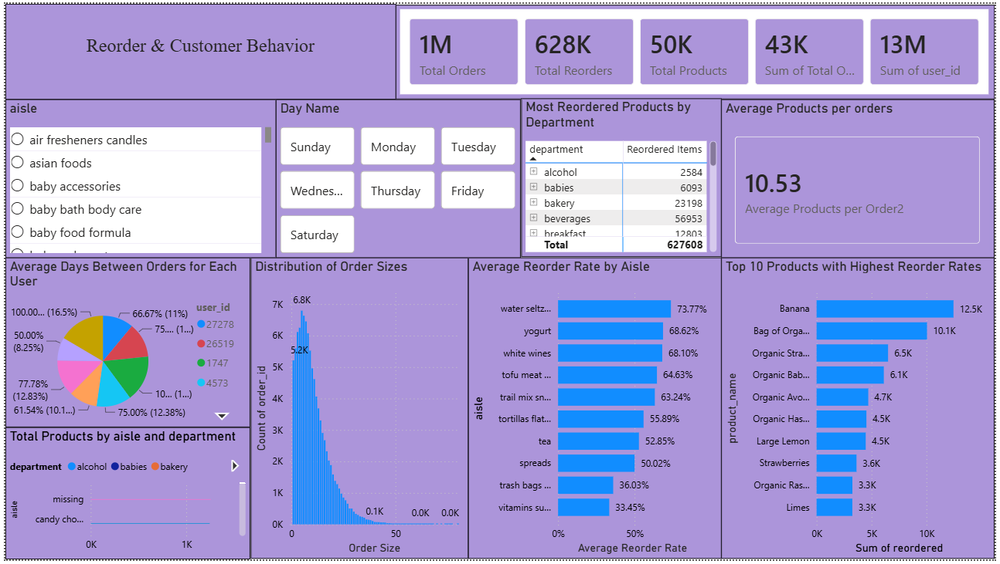 Reorder & Customer Behavior
1M
Total Orders
628K
Total Reorders
50K
Total Products
43K
Sum of Total O...
13M
Sum of user_id
aisle
air fresheners candles
asian foods
baby accessories
baby bath body care
baby food formula
Day Name
Sunday
Monday
Tuesday
Wednes...
Thursday
Friday
Saturday
Most Reordered Products by
Department
department Reordered Items
alcohol 2584
babies 6093
bakery 23198
beverages 56953
breakfast 12803
Total 627608
Average Products per orders
10.53
Average Products per Order2
Average Days Between Orders for Each
User
100.00... (16.5%)
66.67% (11%)
50.00%
(8.25%)
75.... (1...)
77.78%
(12.83%)
10... (1...)
61.54% (10.1...)
75.00% (12.38%)
user_id
27278
26519
1747
4573
Total Products by aisle and department
department alcohol babies bakery
aisle
missing
candy cho...
0K 1K
Distribution of Order Sizes
Count of order_id
7K
6K
5K
4K
3K
2K
1K
0K
6.8K
5.2K
0.1K
0.0K
0.0K
0 50
Order Size
Average Reorder Rate by Aisle
aisle
water seltz... 73.77%
yogurt 68.62%
white wines 68.10%
tofu meat ... 64.63%
trail mix sn... 63.24%
tortillas flat... 55.89%
tea 52.85%
spreads 50.02%
trash bags ... 36.03%
vitamins su... 33.45%
0% 50%
Average Reorder Rate
Top 10 Products with Highest Reorder Rates
product_name
Banana 12.5K
Bag of Orga... 10.1K
Organic Stra... 6.5K
Organic Bab... 6.1K
Organic Avo... 4.7K
Organic Has... 4.5K
Large Lemon 4.5K
Strawberries 3.6K
Organic Ras... 3.3K
Limes 3.3K
0K 5K 10K
Sum of reordered